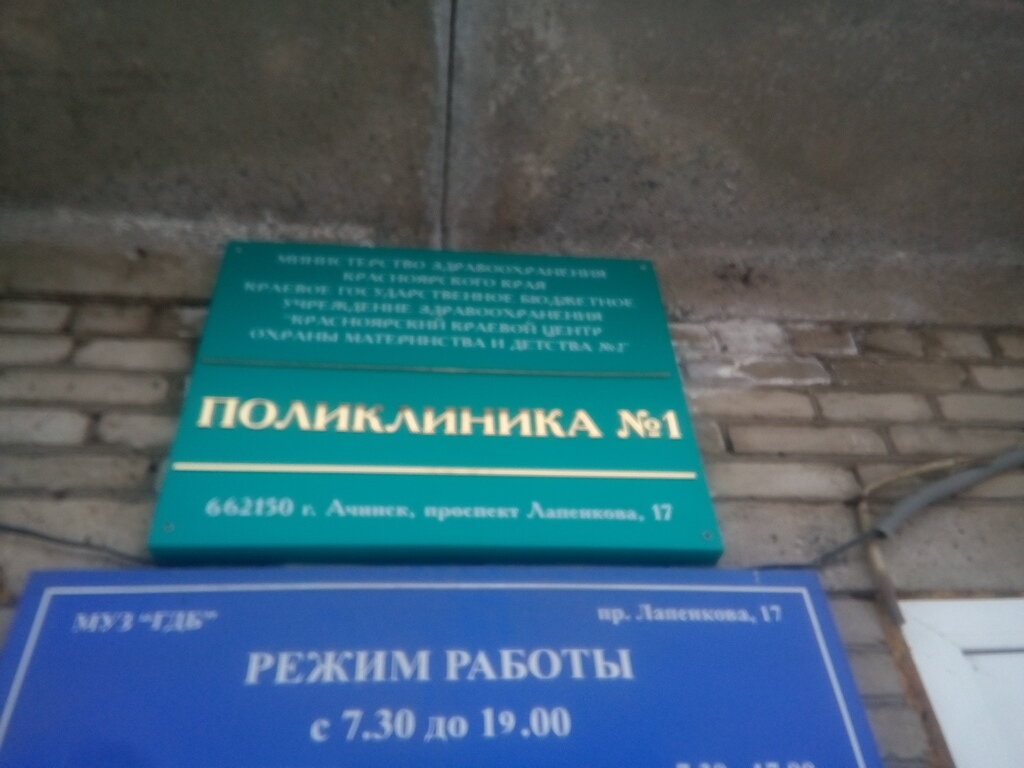 МИНИСТЕРСТВО ЗДРАВООХРАНЕНИЯ
КРАСНОЯРСКОГО КРАЯ
КРАЕВОЕ ГОСУДАРСТВЕННОЕ БЮДЖЕТНОЕ
УЧРЕЖДЕНИЕ ЗДРАВООХРАНЕНИЯ
"КРАСНОЯРСКИЙ КРАЕВОЙ ЦЕНТР
ОХРАНЫ МАТЕРИНСТВА И ДЕТСТВА №2"
ПОЛИКЛИНИКА №1
662150 г. Ачинск, проспект Лапенкова, 17
МУЗ "ГДБ"
пр. Лапенкова, 17
РЕЖИМ РАБОТЫ
с 7.30 до 19.00